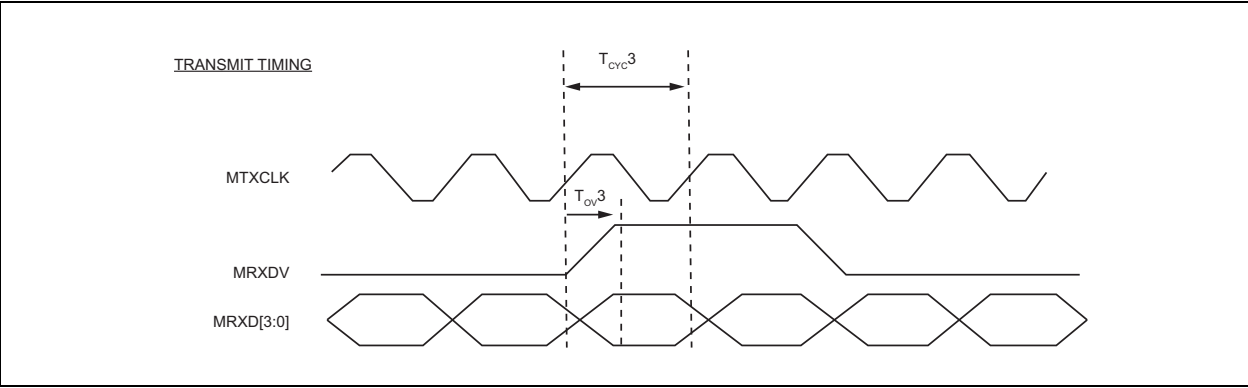 TRANSMIT TIMING
TCYC3
MTXCLK
TOV3
MRXDV
MRXD[3:0]